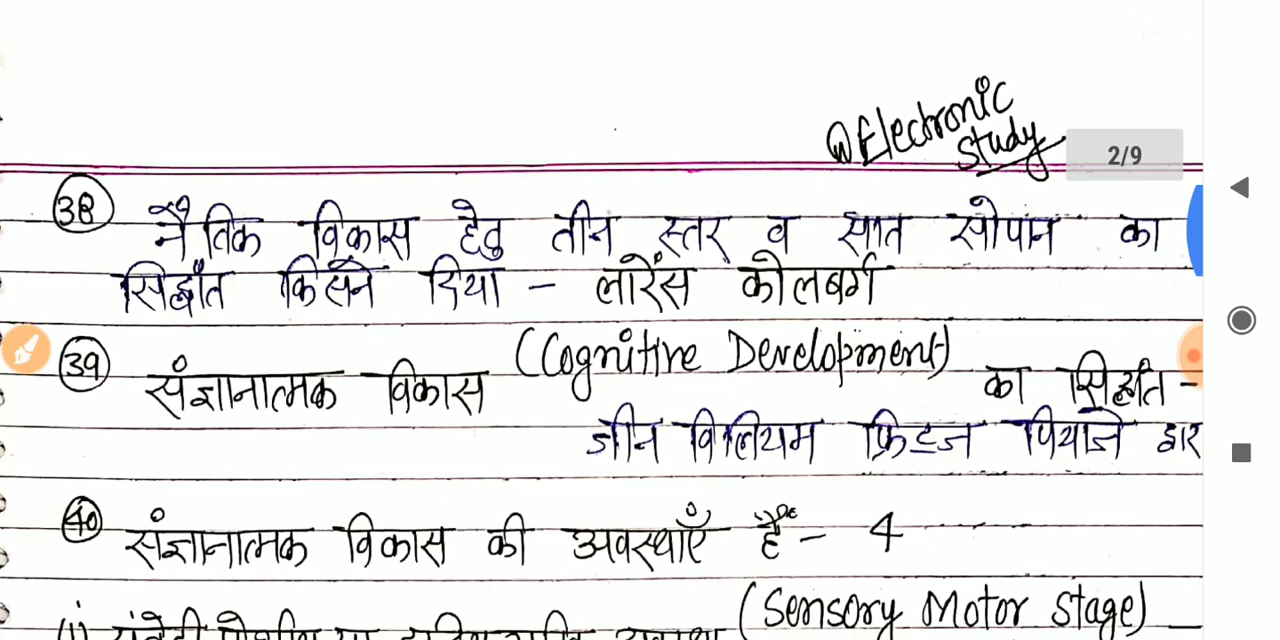 @Electronic
Study
2/9
38 नैतिक विकास हेतु तीन स्तर व सात सोपान का
सिद्धांत किसने दिया - लॉरेंस कोलबर्ग
39 संज्ञानात्मक विकास (Cognitive Development) का सिद्धांत -
जीन विलियम फ्रिट्ज पियाजे द्वार
40 संज्ञानात्मक विकास की अवस्थाएँ हैं - 4
(Sensory Motor Stage)